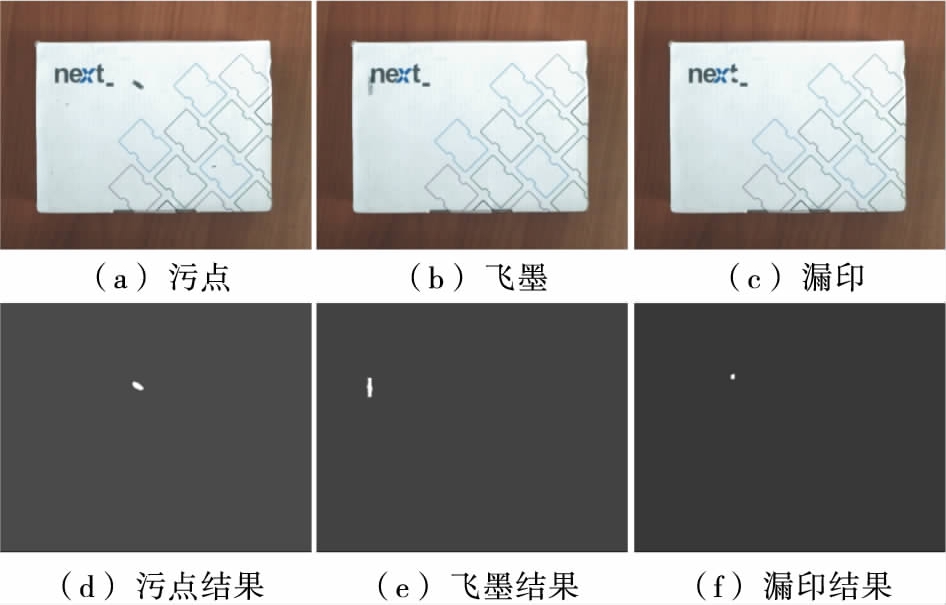 next_
next_
next_
（a）污点
（b）飞墨
（c）漏印
（d）污点结果
（e）飞墨结果
（f）漏印结果